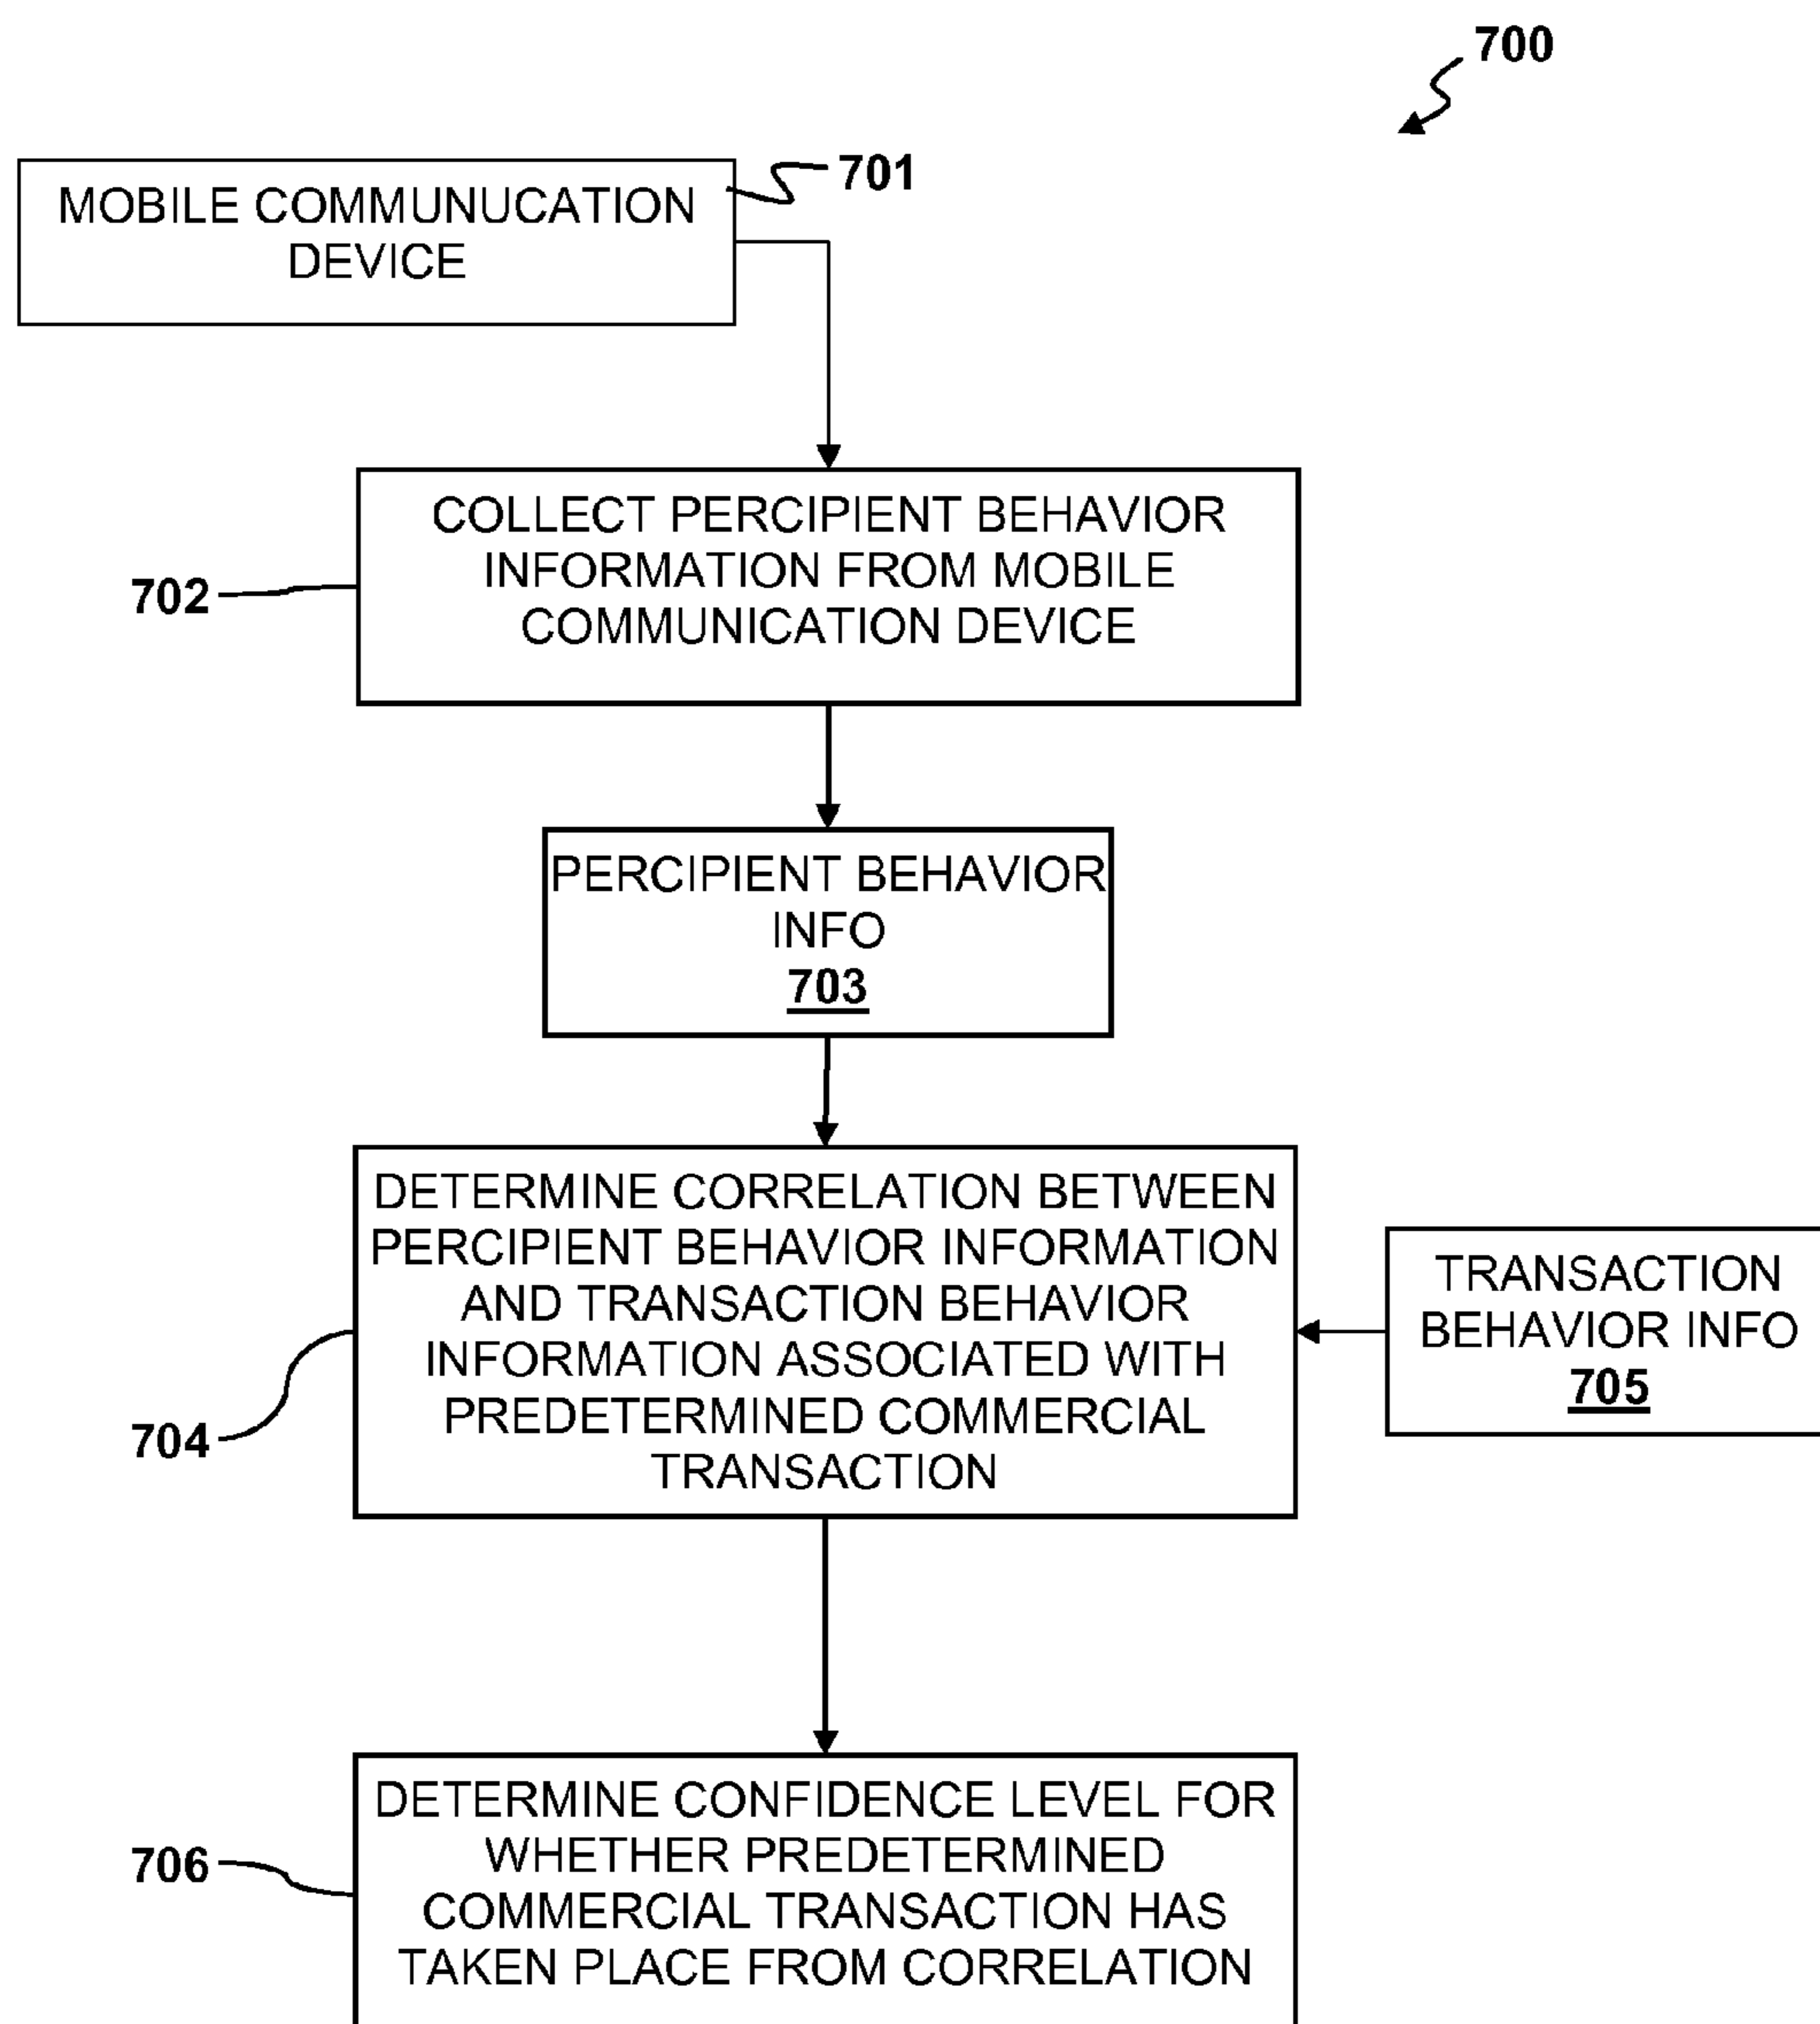 700
701
MOBILE COMMUNUCATION
DEVICE
COLLECT PERCIPIENT BEHAVIOR
INFORMATION FROM MOBILE
COMMUNICATION DEVICE
702
PERCIPIENT BEHAVIOR
INFO
703
DETERMINE CORRELATION BETWEEN
PERCIPIENT BEHAVIOR INFORMATION
AND TRANSACTION BEHAVIOR
INFORMATION ASSOCIATED WITH
PREDETERMINED COMMERCIAL
TRANSACTION
704
TRANSACTION
BEHAVIOR INFO
705
DETERMINE CONFIDENCE LEVEL FOR
WHETHER PREDETERMINED
COMMERCIAL TRANSACTION HAS
TAKEN PLACE FROM CORRELATION
706